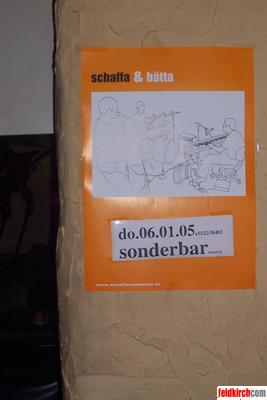 schaffa & bätta
do.06.01.05
sonderbar
feldkirch.com